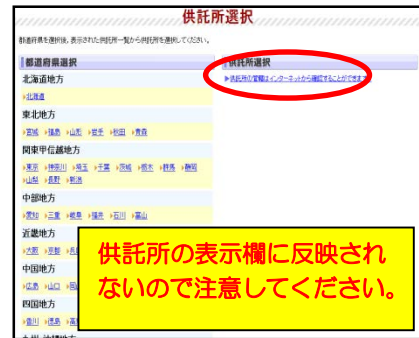 供託所選択
都道府県を選択後、表示された供託所一覧から供託所を選択してください。
都道府県選択
北海道地方
▸北海道
東北地方
▸宮城 ▸福島 ▸山形 ▸岩手 ▸秋田 ▸青森
関東甲信越地方
▸東京 ▸神奈川 ▸埼玉 ▸千葉 ▸茨城 ▸栃木 ▸群馬 ▸静岡
▸山梨 ▸長野 ▸新潟
中部地方
▸愛知 ▸三重 ▸岐阜 ▸福井 ▸石川 ▸富山
近畿地方
▸大阪 ▸京都
中国地方
▸広島 ▸山口
四国地方
▸香川 ▸徳島
供託所選択
▶供託所の管轄はインターネットから確認することができます
供託所の表示欄に反映され
ないので注意してください。